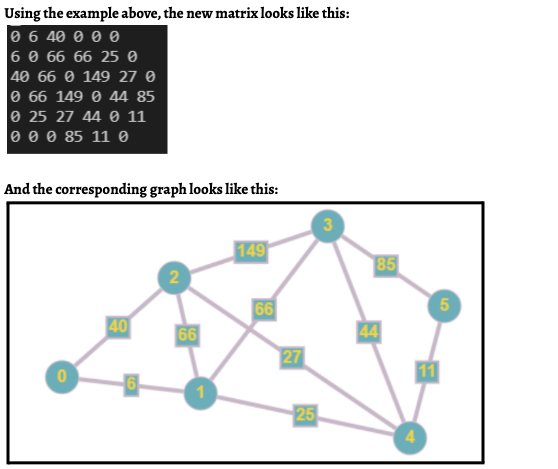 Using the example above, the new matrix looks like this:
0 6 40 0 0 0
6 0 66 66 25 0
40 66 0 149 27 0
0 66 149 0 44 85
0 25 27 44 0 11
0 0 0 85 11 0
And the corresponding graph looks like this:
3
149
85
2
5
66
40
66
44
27
11
0
6
1
25
4